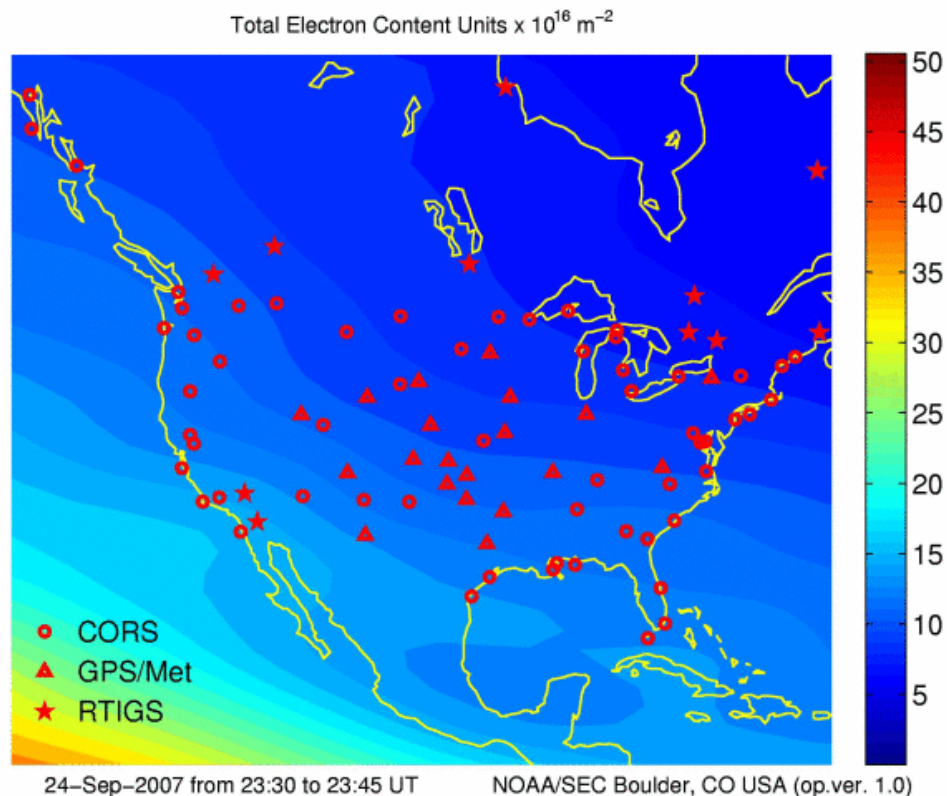 Total Electron Content Units x 10¹⁶ m⁻²
50
45
40
35
30
25
20
15
10
5
CORS
GPS/Met
RTIGS
24−Sep−2007 from 23:30 to 23:45 UT NOAA/SEC Boulder, CO USA (op.ver. 1.0)